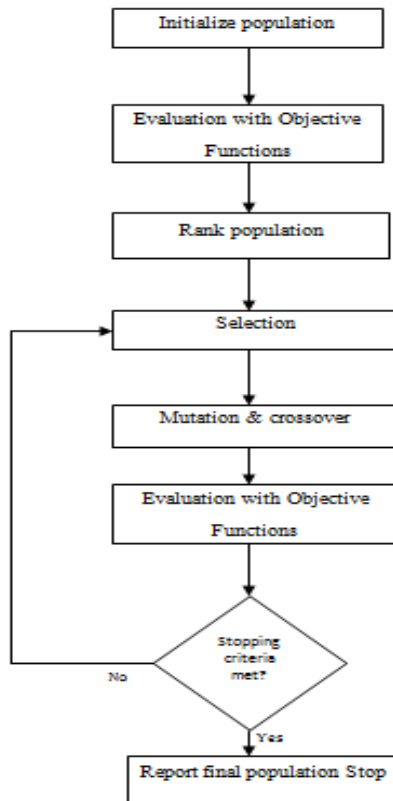 Initialize population
Evaluation with Objective
Functions
Rank population
Selection
Mutation & crossover
Evaluation with Objective
Functions
Stopping
criteria
met?
No
Yes
Report final population Stop